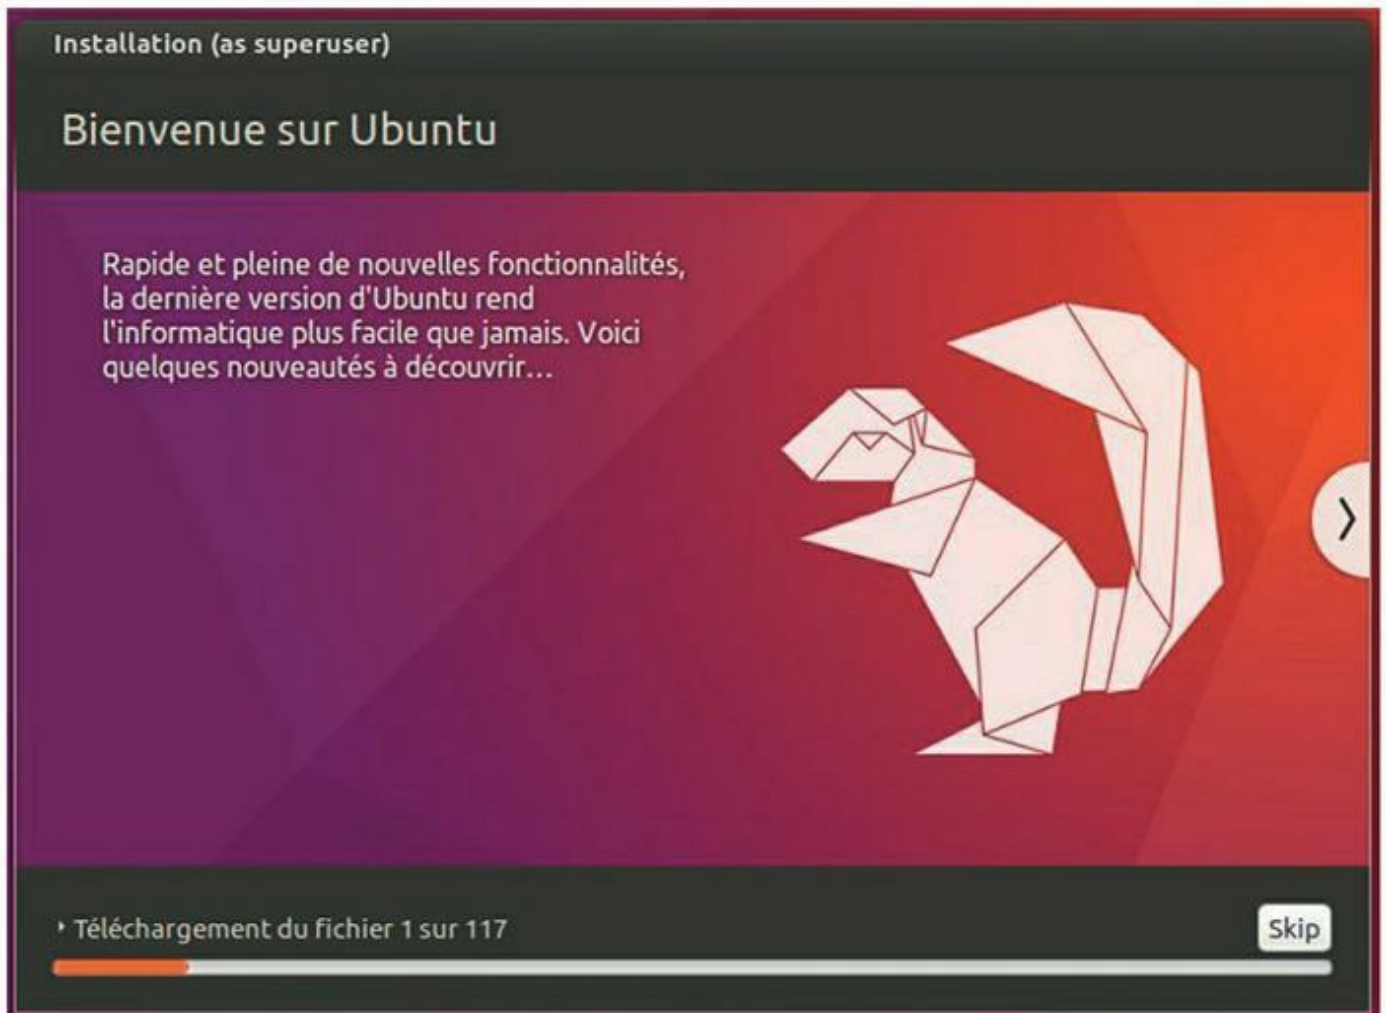 Installation (as superuser)
Bienvenue sur Ubuntu
Rapide et pleine de nouvelles fonctionnalités,
la dernière version d'Ubuntu rend
l'informatique plus facile que jamais. Voici
quelques nouveautés à découvrir…
Téléchargement du fichier 1 sur 117
Skip